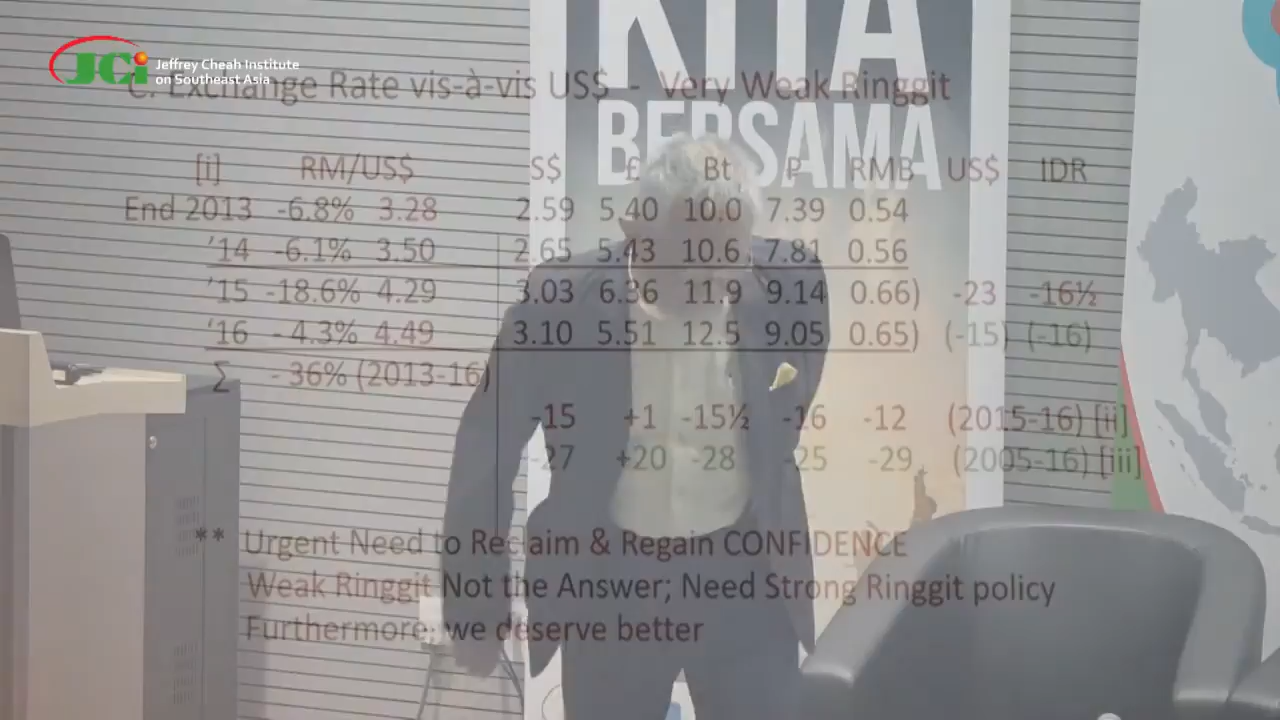 KITA
BERSAMA
JCi Jeffrey Cheah Institute
on Southeast Asia
C. Exchange Rate vis-à-vis US$ - Very Weak Ringgit
[i] RM/US$ S$ £ Bt P RMB US$ IDR
End 2013 -6.8% 3.28 2.59 5.40 10.0 7.39 0.54
'14 -6.1% 3.50 2.65 5.43 10.6 7.81 0.56
'15 -18.6% 4.29 3.03 6.36 11.9 9.14 0.66) -23 -16½
'16 - 4.3% 4.49 3.10 5.51 12.5 9.05 0.65) (-15) (-16)
Σ - 36% (2013-16)
-15 +1 -15½ -16 -12 (2015-16) [ii]
-27 +20 -28 -25 -29 (2005-16) [iii]
** Urgent Need to Reclaim & Regain CONFIDENCE
Weak Ringgit Not the Answer; Need Strong Ringgit policy
Furthermore, we deserve better